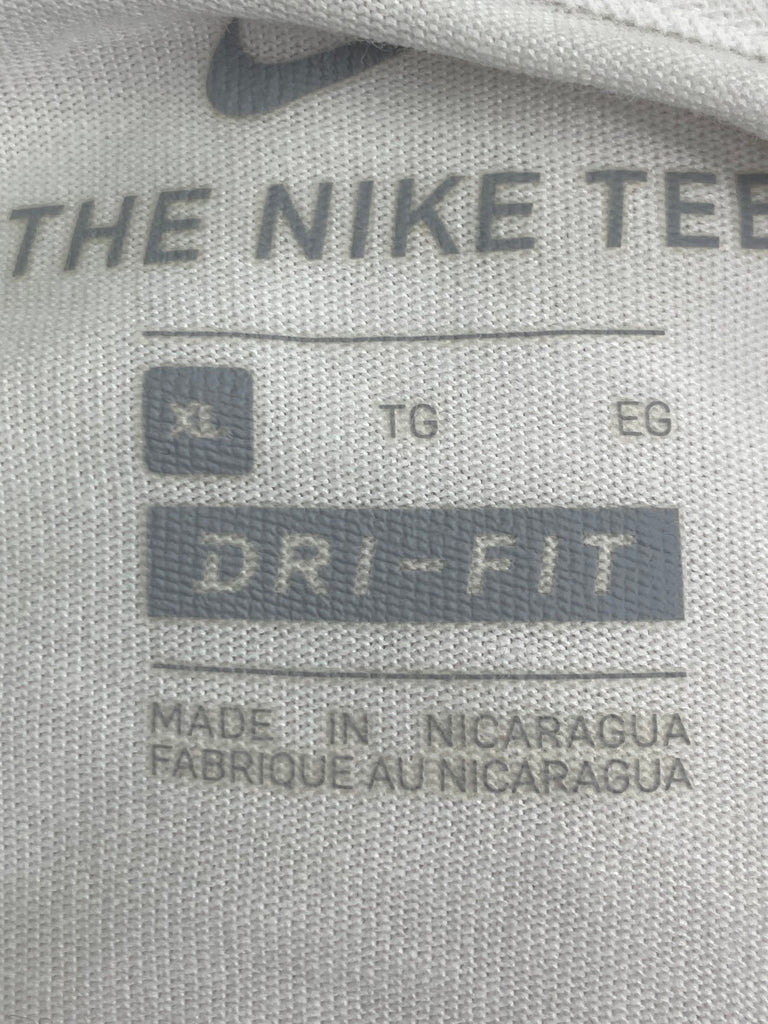 THE NIKE TEE
XL TG EG
DRI-FIT
MADE IN NICARAGUA
FABRIQUE AU NICARAGUA